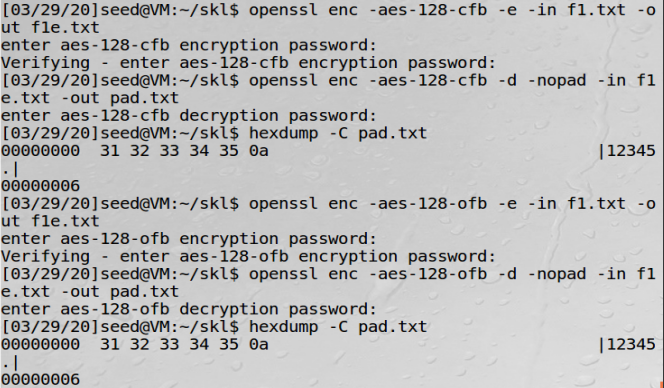 [03/29/20]seed@VM:~/skl$ openssl enc -aes-128-cfb -e -in f1.txt -o
ut f1e.txt
enter aes-128-cfb encryption password:
Verifying - enter aes-128-cfb encryption password:
[03/29/20]seed@VM:~/skl$ openssl enc -aes-128-cfb -d -nopad -in f1
e.txt -out pad.txt
enter aes-128-cfb decryption password:
[03/29/20]seed@VM:~/skl$ hexdump -C pad.txt
00000000  31 32 33 34 35 0a                                 |12345
.|
00000006
[03/29/20]seed@VM:~/skl$ openssl enc -aes-128-ofb -e -in f1.txt -o
ut f1e.txt
enter aes-128-ofb encryption password:
Verifying - enter aes-128-ofb encryption password:
[03/29/20]seed@VM:~/skl$ openssl enc -aes-128-ofb -d -nopad -in f1
e.txt -out pad.txt
enter aes-128-ofb decryption password:
[03/29/20]seed@VM:~/skl$ hexdump -C pad.txt
00000000  31 32 33 34 35 0a                                 |12345
.|
00000006